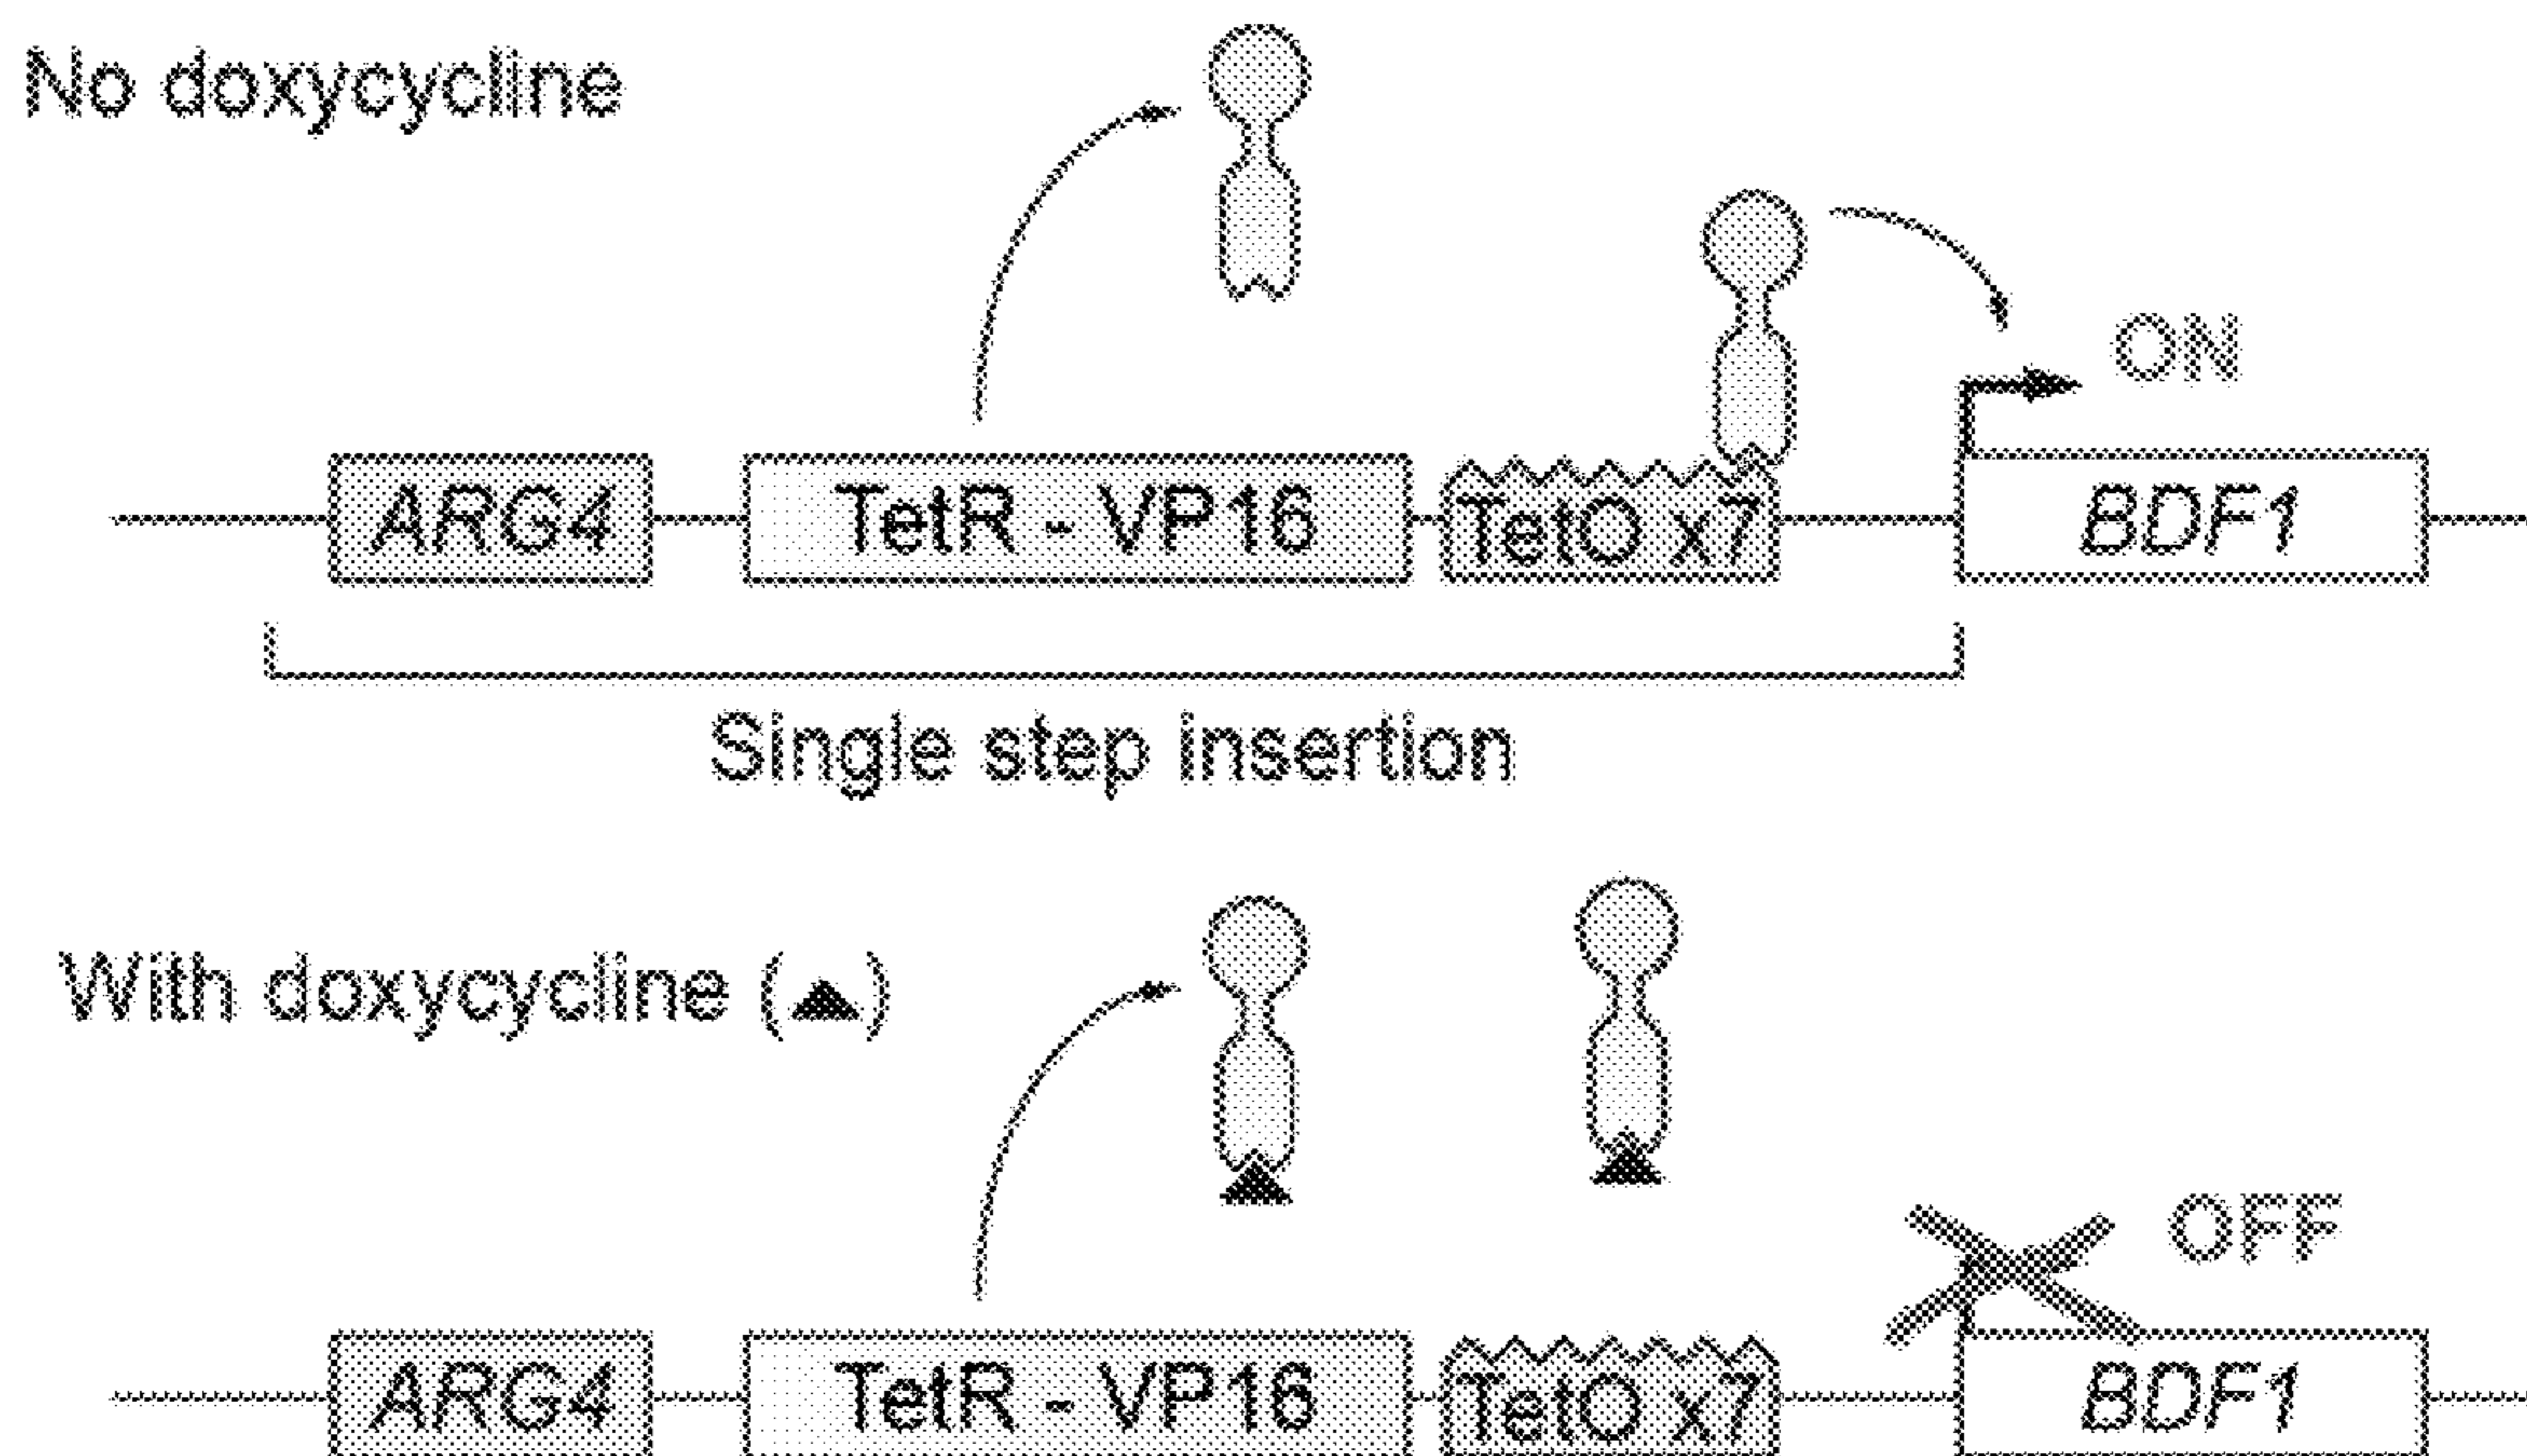 No doxycycline
ON
ARG4 TetR - VP16 TetO x7 BDF1
Single step insertion
With doxycycline (▲)
OFF
ARG4 TetR - VP16 TetO x7 BDF1